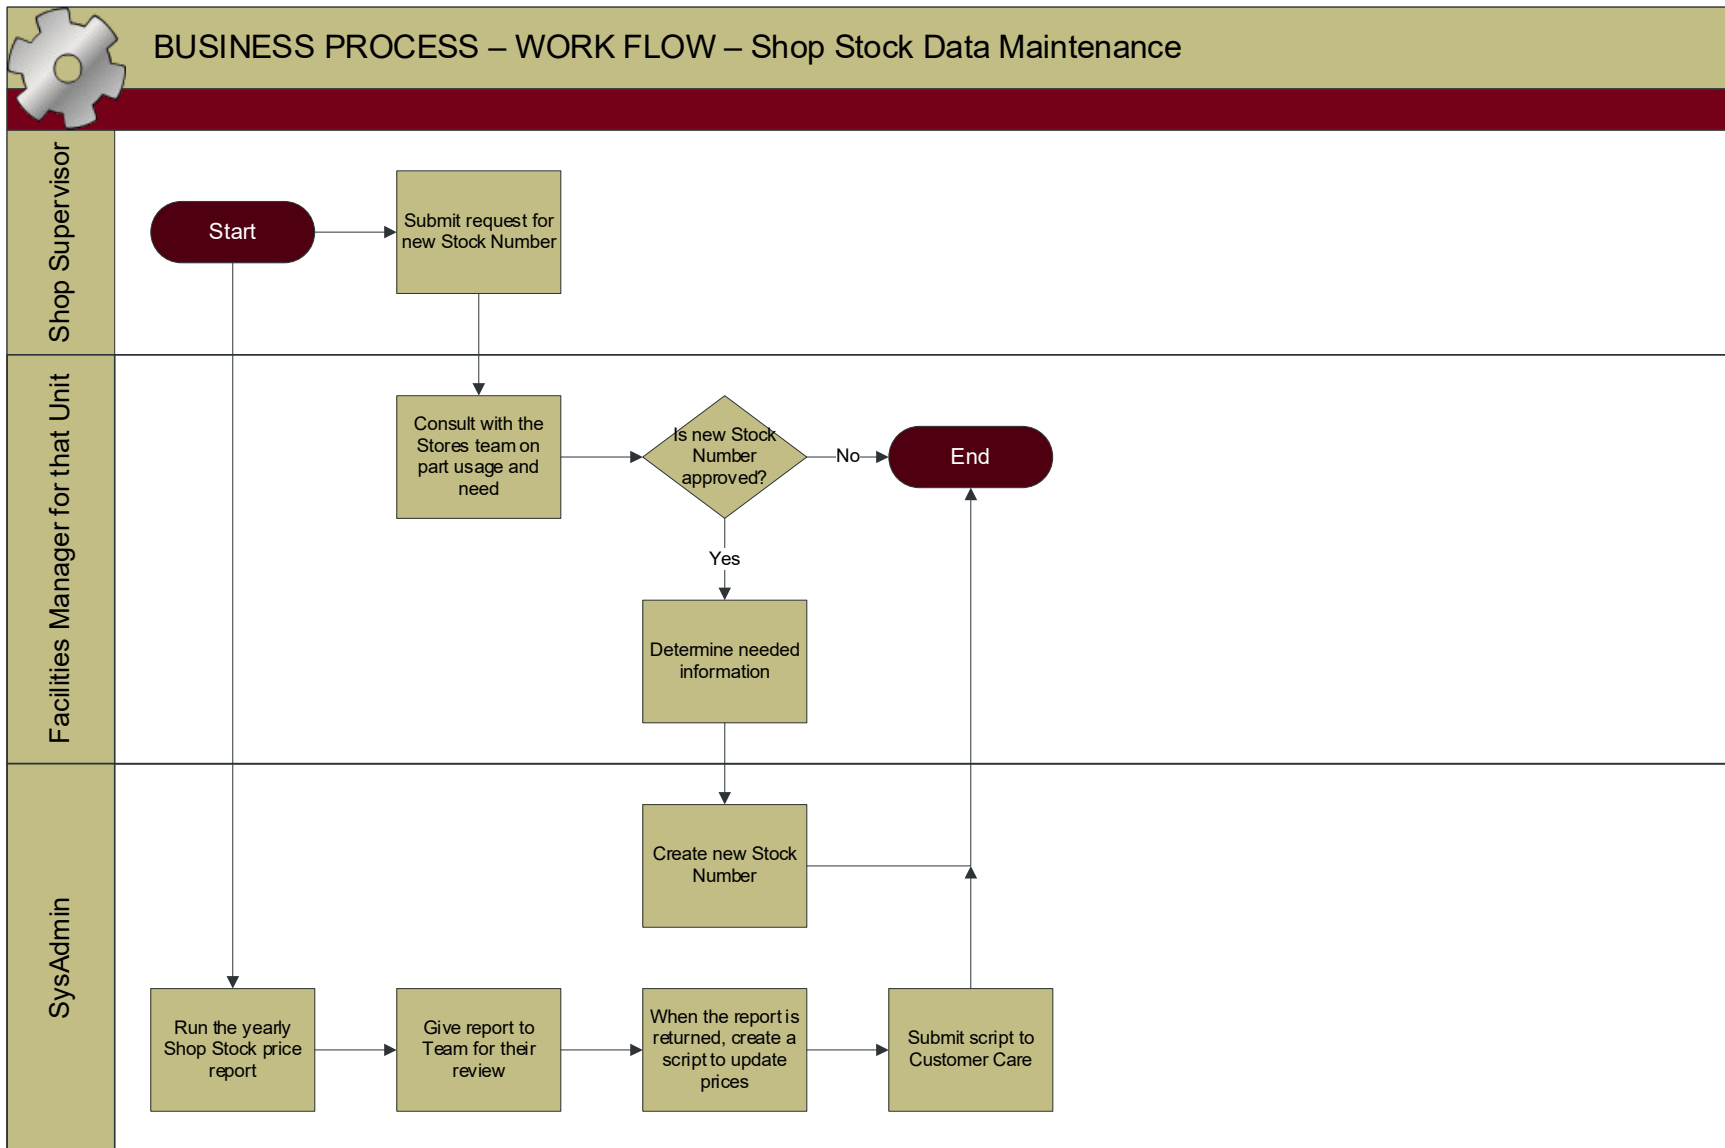 BUSINESS PROCESS – WORK FLOW – Shop Stock Data Maintenance
Shop Supervisor
Start
Submit request for
new Stock Number
Facilities Manager for that Unit
Consult with the
Stores team on
part usage and
need
Is new Stock
Number
approved?
No
End
Yes
Determine needed
information
SysAdmin
Create new Stock
Number
Run the yearly
Shop Stock price
report
Give report to
Team for their
review
When the report is
returned, create a
script to update
prices
Submit script to
Customer Care